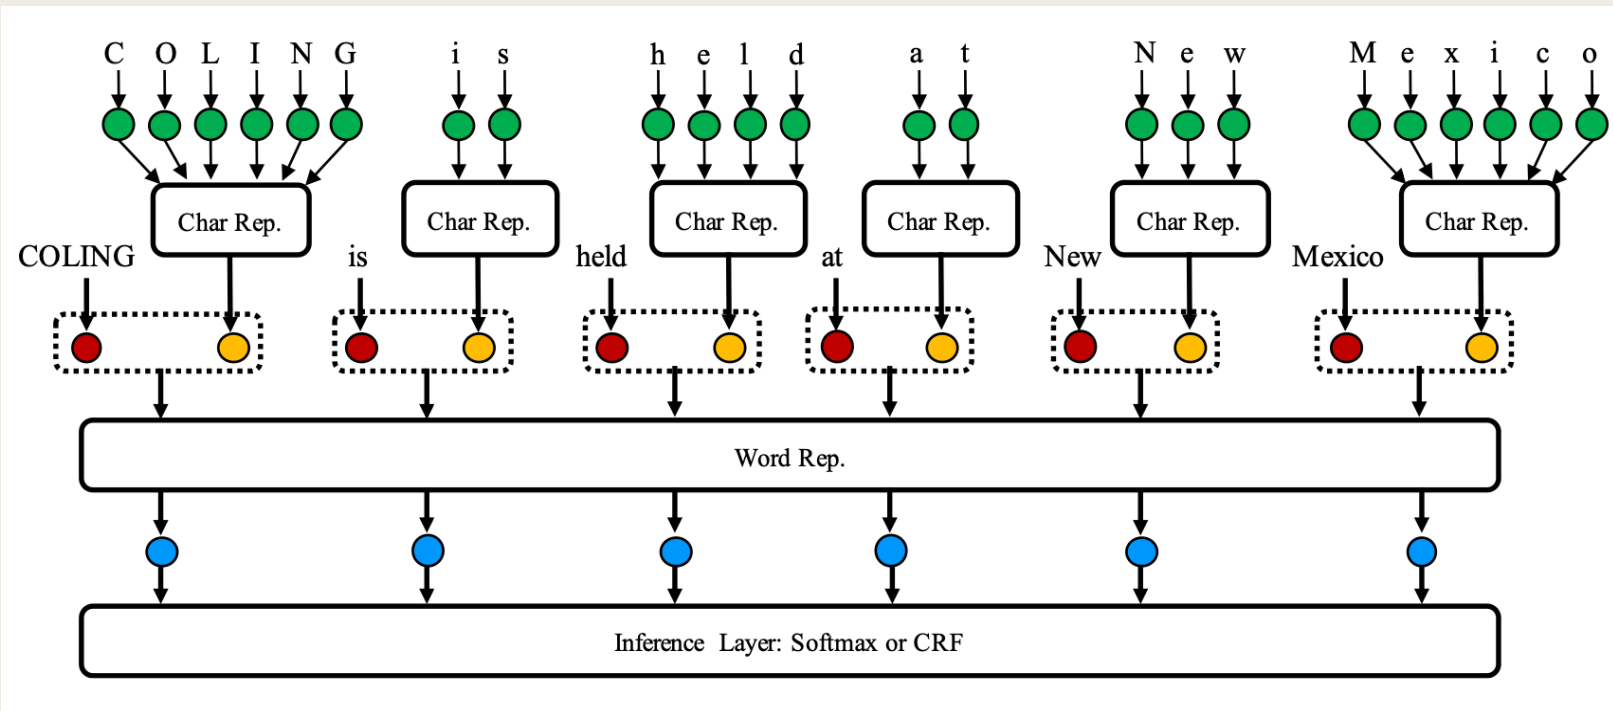 C O L I N G i s h e l d a t N e w M e x i c o
Char Rep. Char Rep. Char Rep. Char Rep. Char Rep. Char Rep.
COLING is held at New Mexico
Word Rep.
Inference Layer: Softmax or CRF